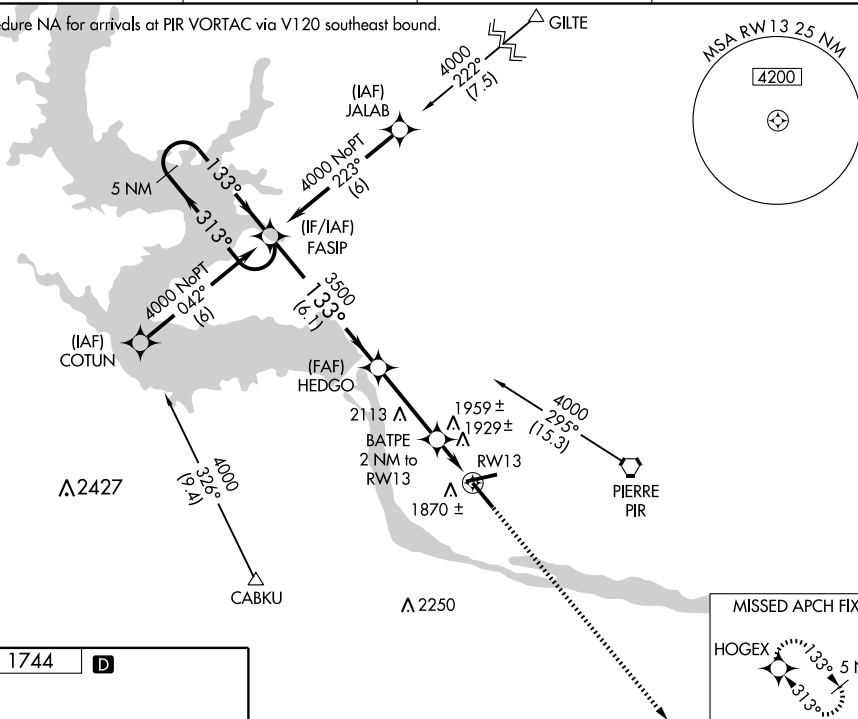 edure NA for arrivals at PIR VORTAC via V120 southeast bound.
GILTE
4000
222°
(7.5)
MSA RW13 25 NM
4200
(IAF)
JALAB
4000 NoPT
223°
(6)
5 NM
133°
313°
(IF/IAF)
FASIP
4000 NoPT
042°
(6)
3500
133°
(6.1)
(IAF)
COTUN
(FAF)
HEDGO
2113
1959 ±
1929 ±
BATPE
2 NM to
RW13
RW13
1870 ±
4000
295°
(15.3)
PIERRE
PIR
2427
4000
326°
(9.4)
CABKU
2250
MISSED APCH FIX
HOGEX
133°
313°
5 N
1744
D